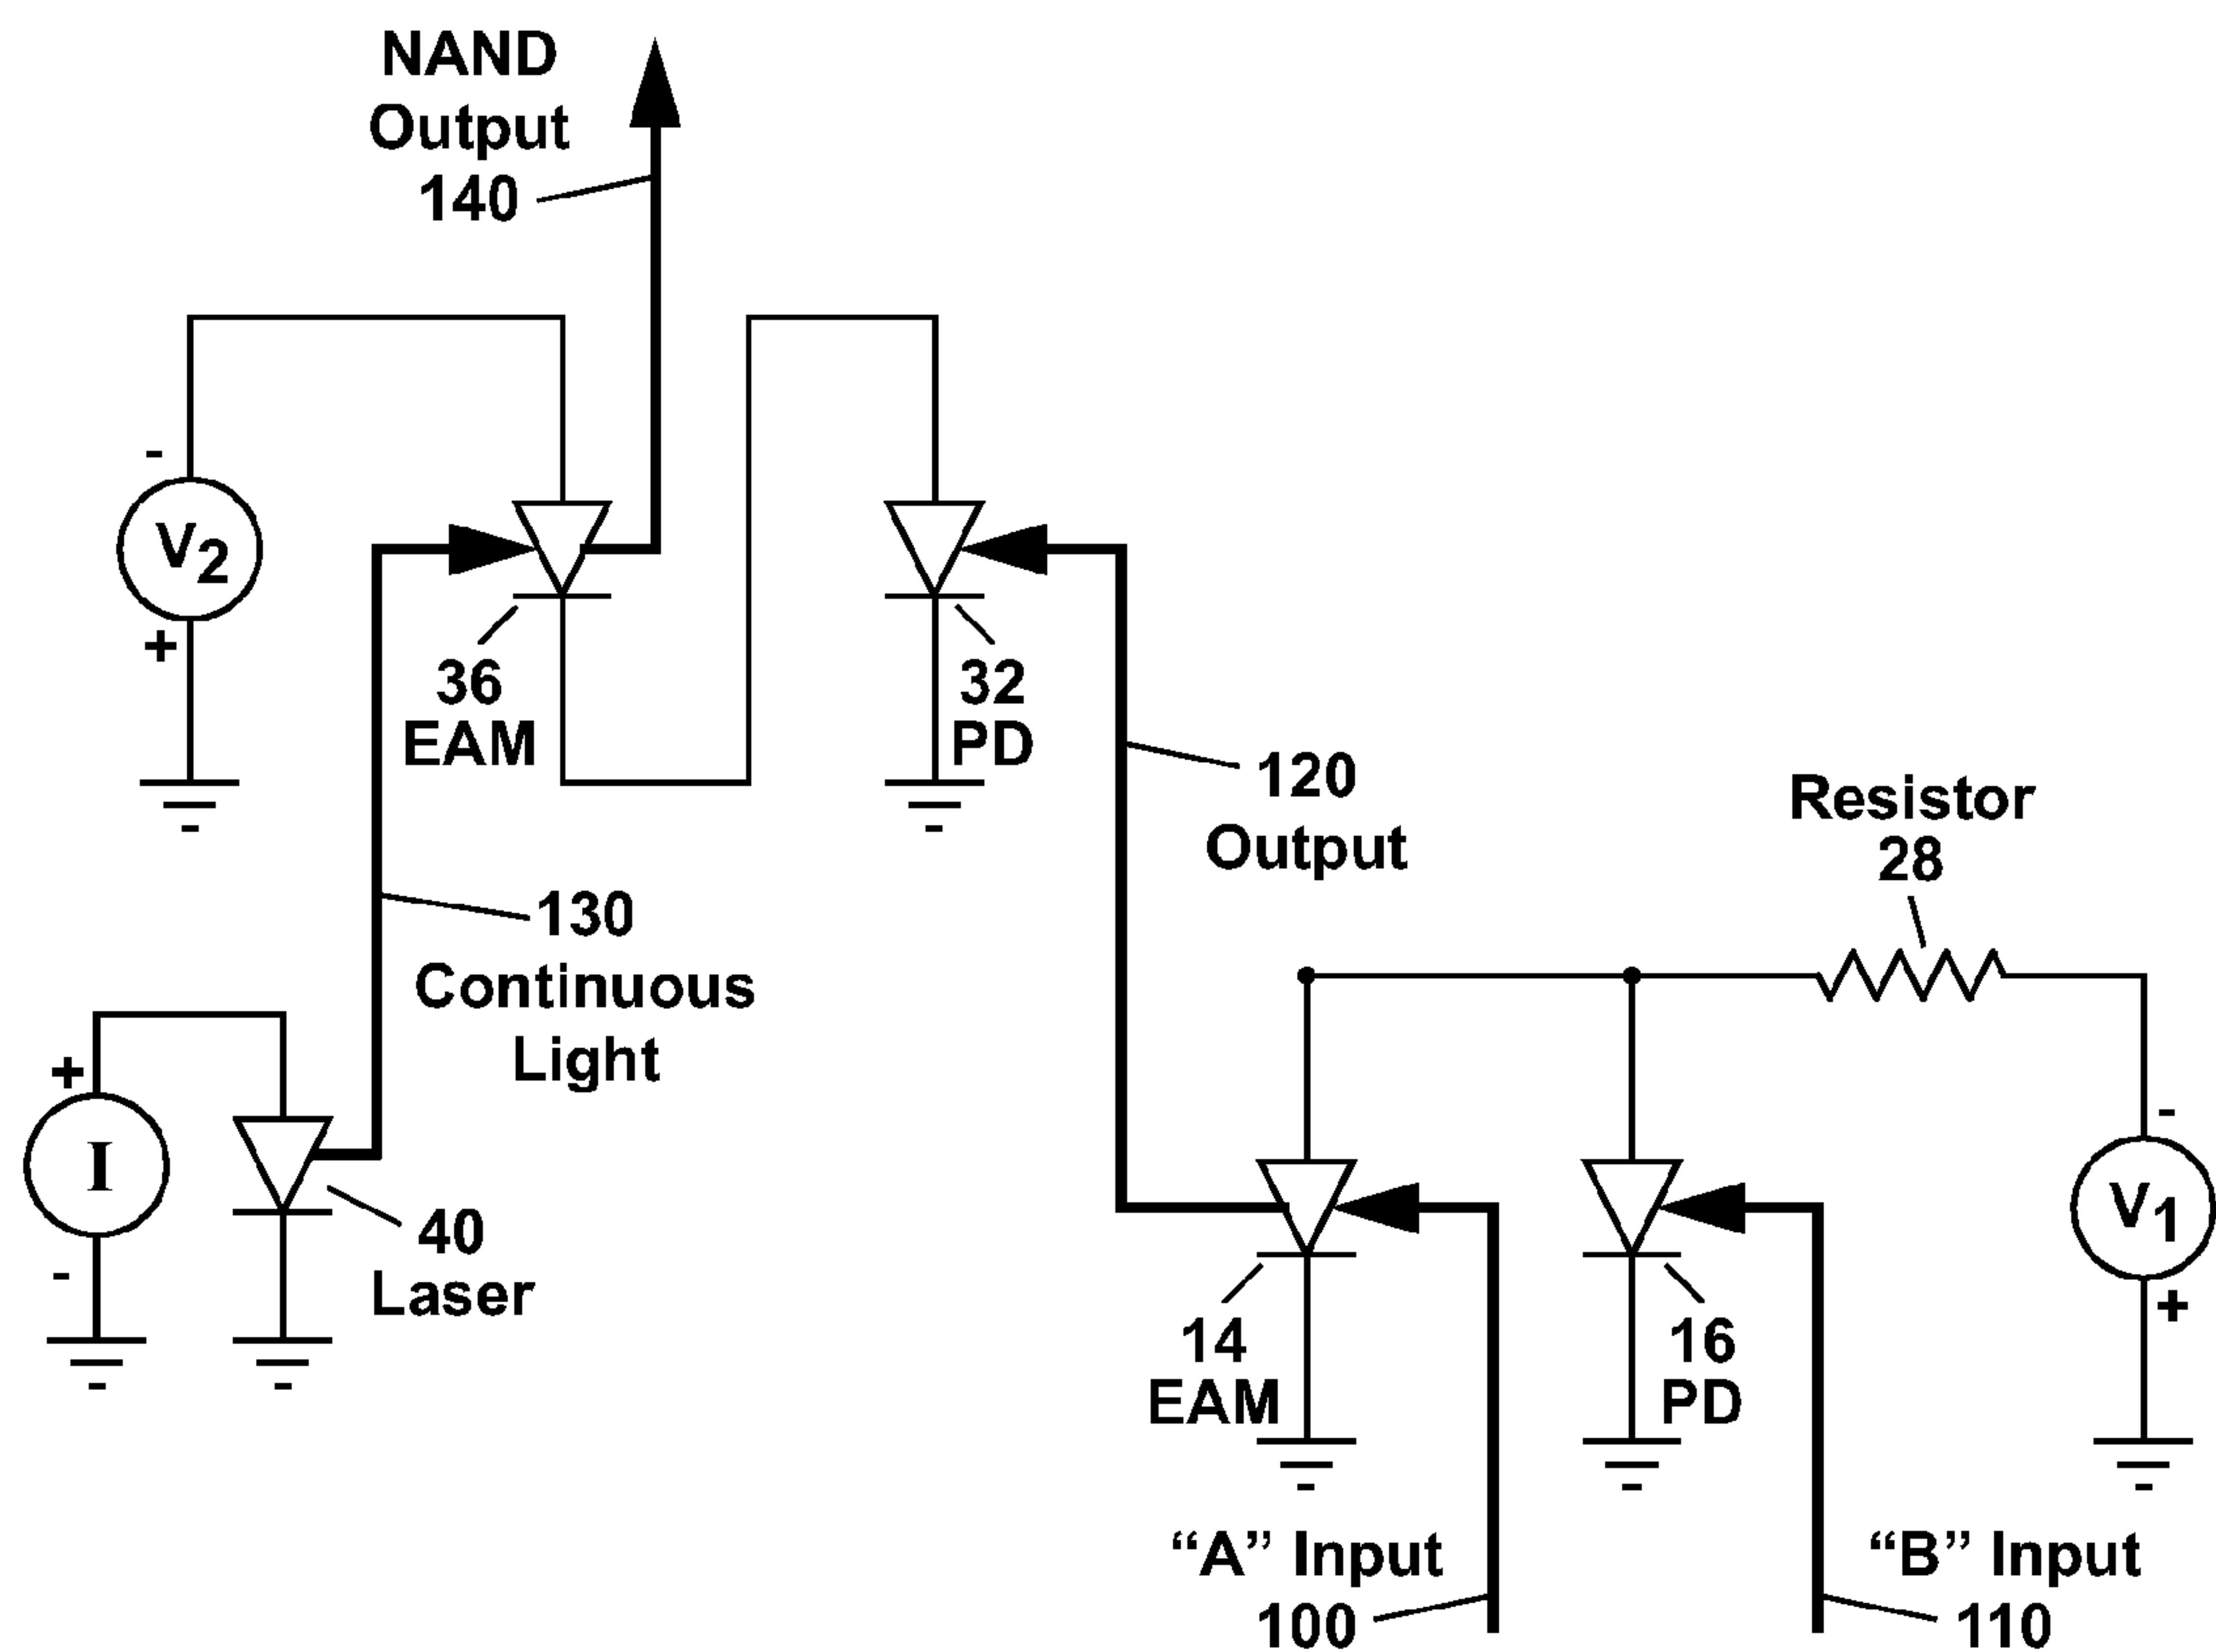 NAND
Output
140
-
V2
+
36
EAM
32
PD
120
Output
Resistor
28
130
Continuous
Light
+
I
-
40
Laser
-
V1
+
14
EAM
16
PD
“A” Input
100
“B” Input
110